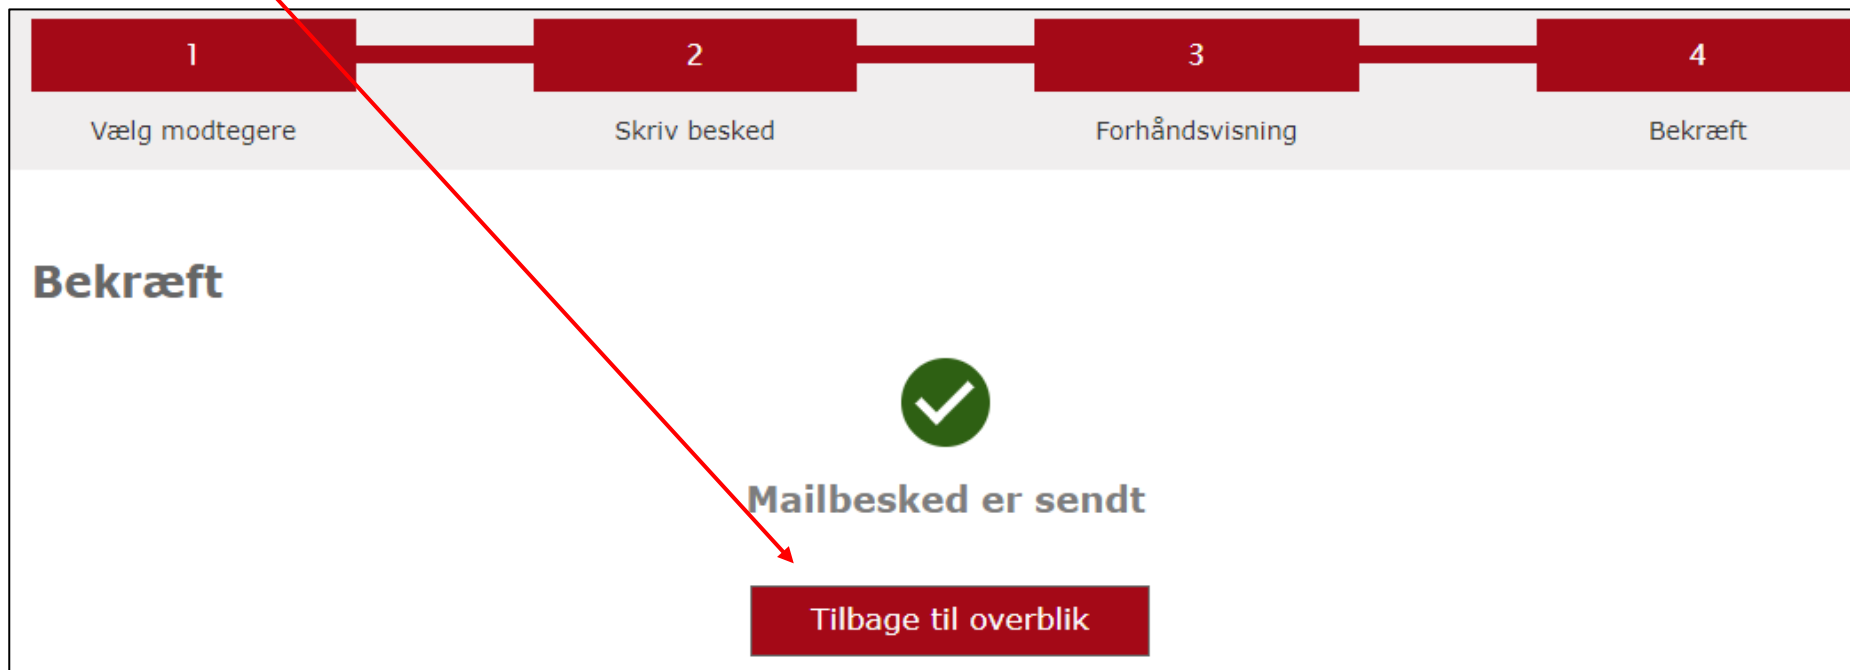 1 2 3 4
Vælg modtegere Skriv besked Forhåndsvisning Bekræft
Bekræft
Mailbesked er sendt
Tilbage til overblik